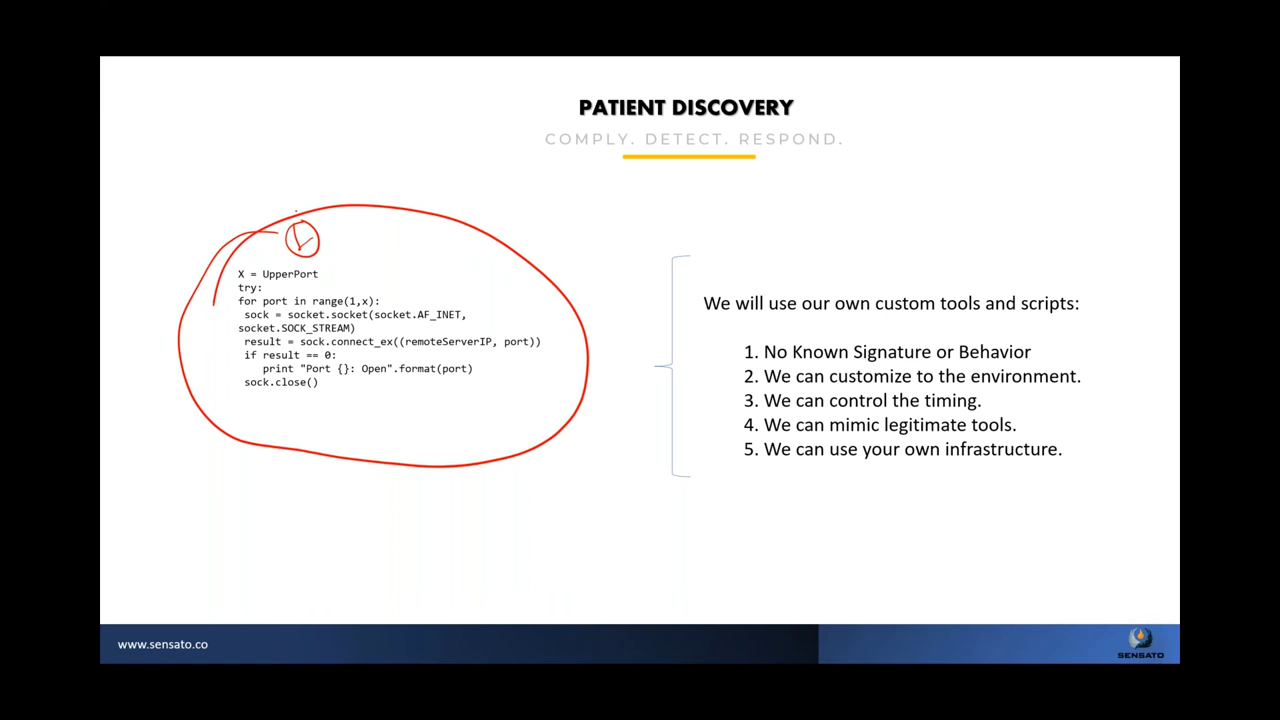 PATIENT DISCOVERY
COMPLY. DETECT. RESPOND.
X = UpperPort
try:
for port in range(1,x):
sock = socket.socket(socket.AF_INET,
socket.SOCK_STREAM)
result = sock.connect_ex((remoteServerIP, port))
if result == 0:
print "Port {}: Open".format(port)
sock.close()
We will use our own custom tools and scripts:
1. No Known Signature or Behavior
2. We can customize to the environment.
3. We can control the timing.
4. We can mimic legitimate tools.
5. We can use your own infrastructure.
www.sensato.co
SENSATO